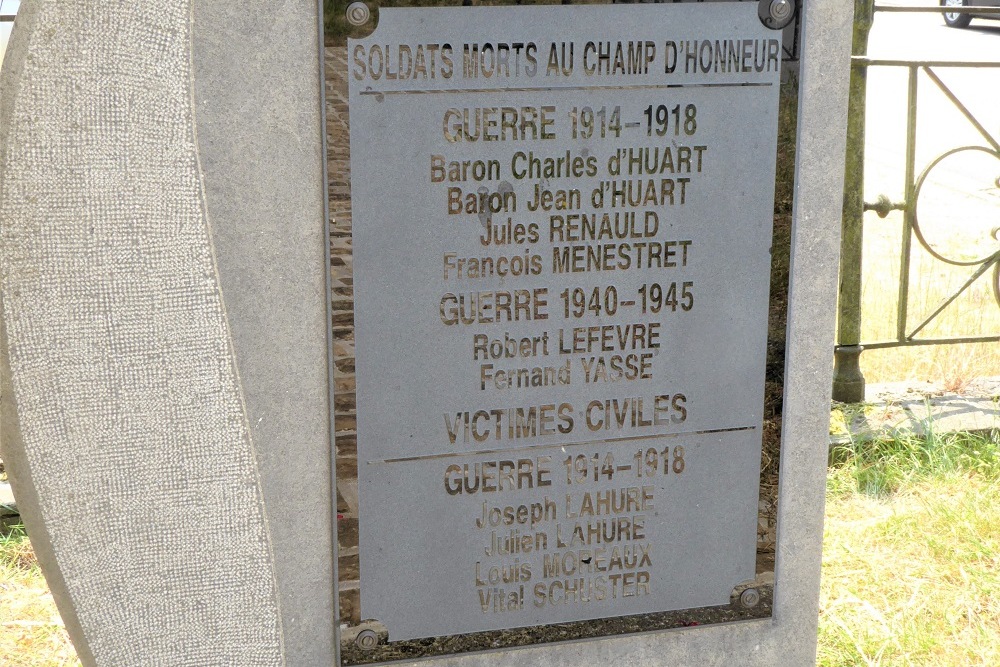 SOLDATS MORTS AU CHAMP D'HONNEUR
GUERRE 1914-1918
Baron Charles d'HUART
Baron Jean d'HUART
Jules RENAULD
François MENESTRET
GUERRE 1940-1945
Robert LEFEVRE
Fernand YASSE
VICTIMES CIVILES
GUERRE 1914-1918
Joseph LAHURE
Julien LAHURE
Louis MOREAUX
Vital SCHUSTER